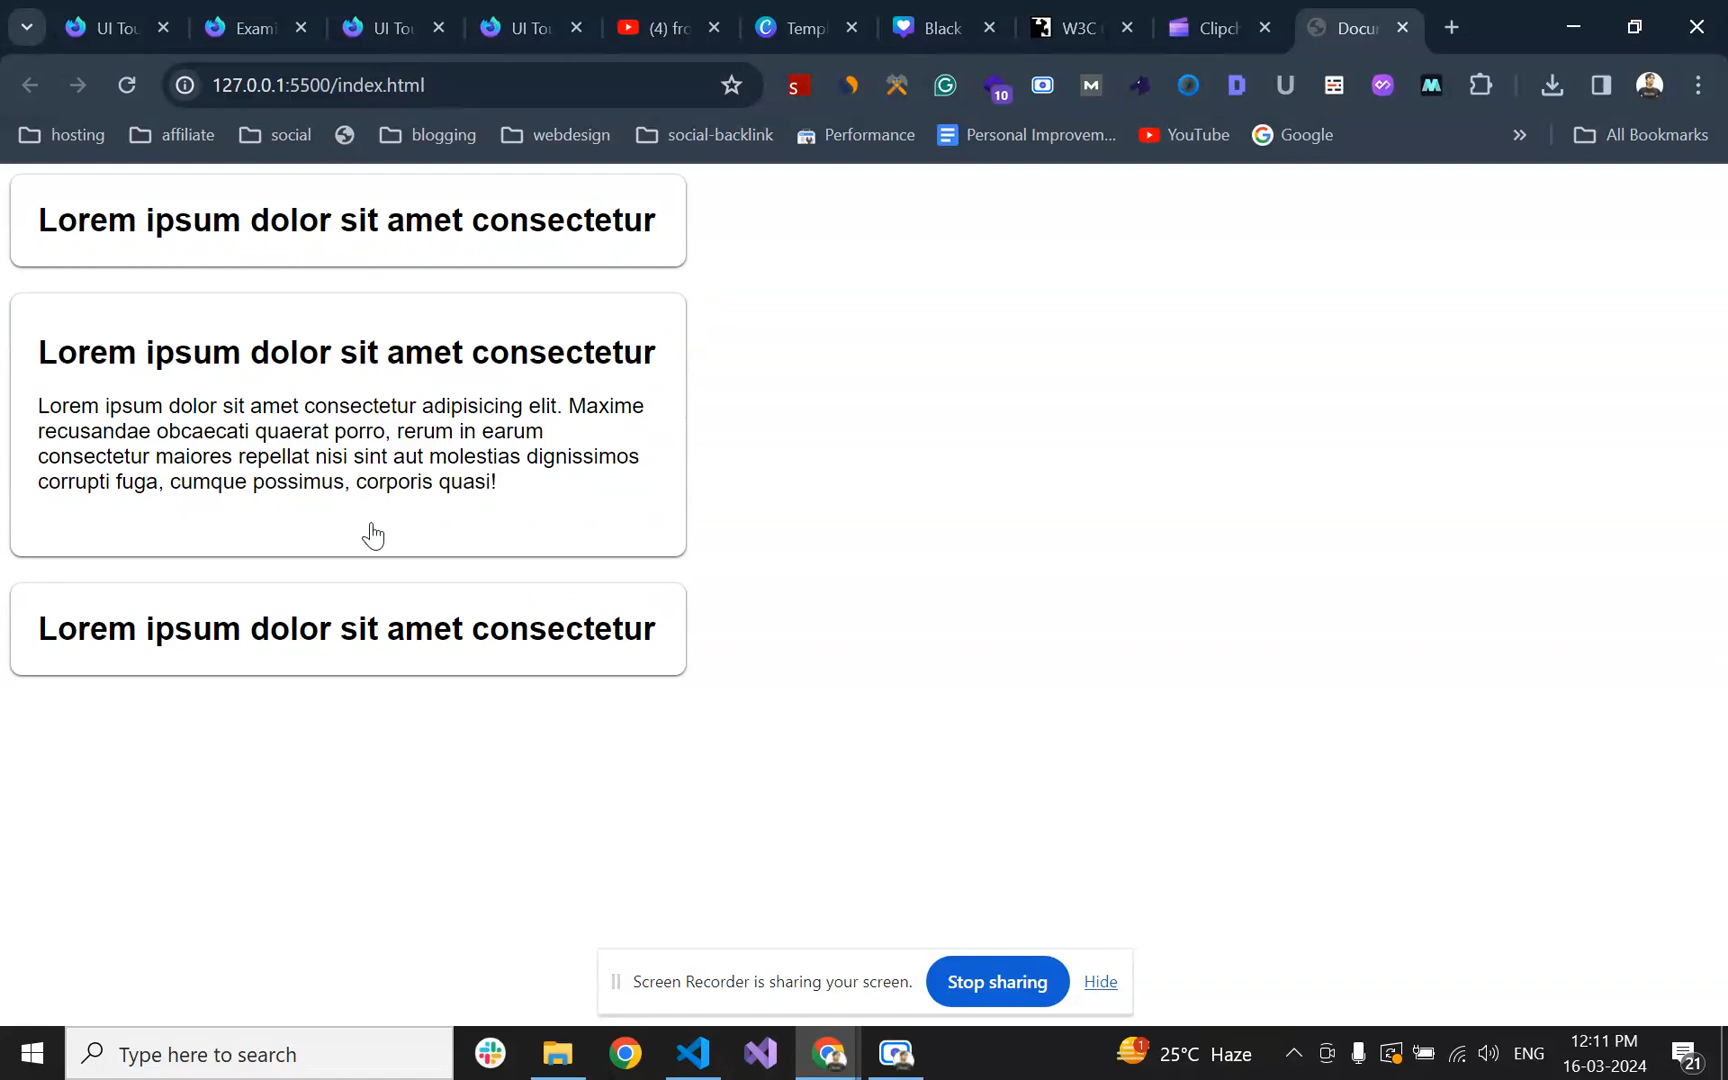 UI Tou
Exami
UI Tou
UI Tou
(4) fro
Templ
Black
W3C
Clipch
Docur
127.0.0.1:5500/index.html
S
10
M
D
U
hosting
affiliate
social
blogging
webdesign
social-backlink
Performance
Personal Improvem...
YouTube
Google
»
All Bookmarks
Lorem ipsum dolor sit amet consectetur
Lorem ipsum dolor sit amet consectetur
Lorem ipsum dolor sit amet consectetur adipisicing elit. Maxime
recusandae obcaecati quaerat porro, rerum in earum
consectetur maiores repellat nisi sint aut molestias dignissimos
corrupti fuga, cumque possimus, corporis quasi!
Lorem ipsum dolor sit amet consectetur
Screen Recorder is sharing your screen.
Stop sharing
Hide
Type here to search
1
25°C Haze
ENG
12:11 PM
16-03-2024
21